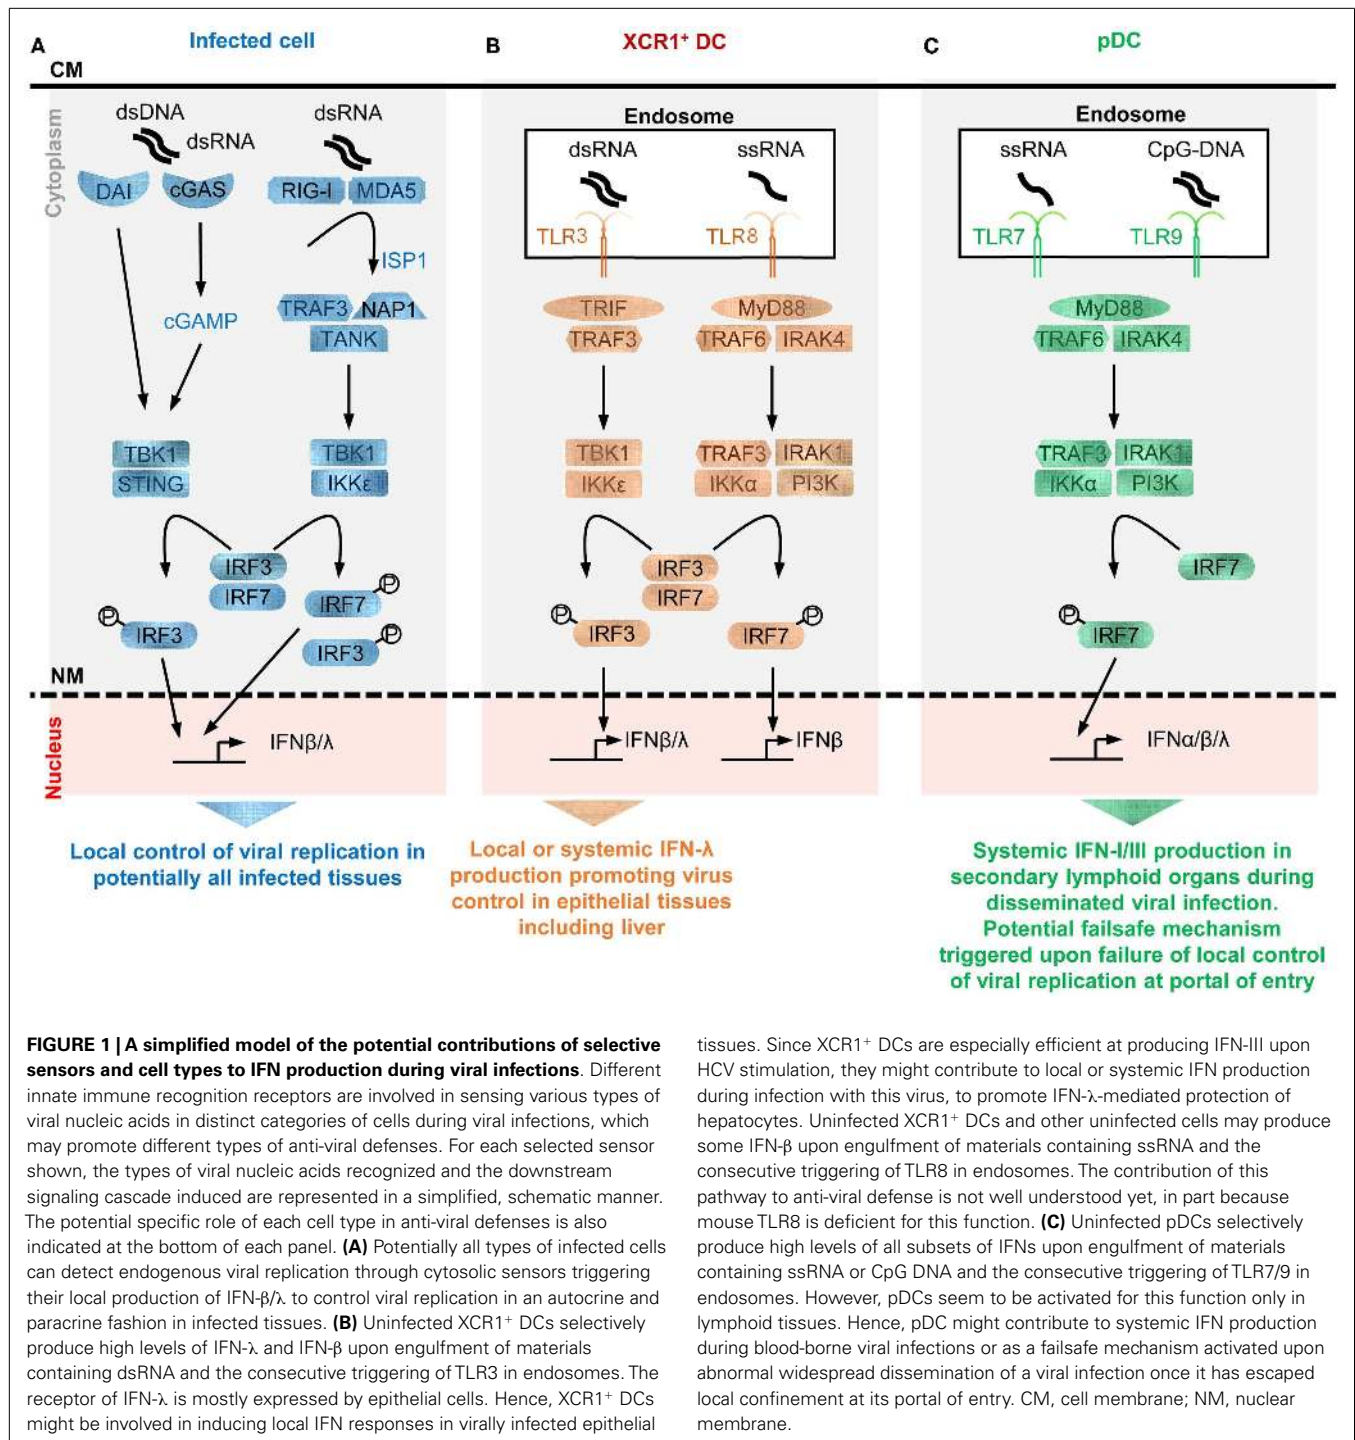 A
Infected cell
CM
Cytoplasm
dsDNA
dsRNA
dsRNA
DAI
cGAS
RIG-I
MDA5
ISP1
cGAMP
TRAF3
NAP1
TANK
TBK1
STING
TBK1
IKKε
IRF3
IRF7
P
IRF3
IRF7
P
IRF3
P
NM
Nucleus
IFNβ/λ
Local control of viral replication in
potentially all infected tissues
B
XCR1⁺ DC
Endosome
dsRNA
ssRNA
TLR3
TLR8
TRIF
TRAF3
MyD88
TRAF6
IRAK4
TBK1
IKKε
TRAF3
IRAK1
IKKα
PI3K
IRF3
IRF7
P
IRF3
P
IRF7
IFNβ/λ
IFNβ
Local or systemic IFN-λ
production promoting virus
control in epithelial tissues
including liver
C
pDC
Endosome
ssRNA
CpG-DNA
TLR7
TLR9
MyD88
TRAF6
IRAK4
TRAF3
IRAK1
IKKα
PI3K
IRF7
P
IRF7
IFNα/β/λ
Systemic IFN-I/III production in
secondary lymphoid organs during
disseminated viral infection.
Potential failsafe mechanism
triggered upon failure of local control
of viral replication at portal of entry
FIGURE 1 | A simplified model of the potential contributions of selective
sensors and cell types to IFN production during viral infections. Different
innate immune recognition receptors are involved in sensing various types of
viral nucleic acids in distinct categories of cells during viral infections, which
may promote different types of anti-viral defenses. For each selected sensor
shown, the types of viral nucleic acids recognized and the downstream
signaling cascade induced are represented in a simplified, schematic manner.
The potential specific role of each cell type in anti-viral defenses is also
indicated at the bottom of each panel. (A) Potentially all types of infected cells
can detect endogenous viral replication through cytosolic sensors triggering
their local production of IFN-β/λ to control viral replication in an autocrine and
paracrine fashion in infected tissues. (B) Uninfected XCR1⁺ DCs selectively
produce high levels of IFN-λ and IFN-β upon engulfment of materials
containing dsRNA and the consecutive triggering of TLR3 in endosomes. The
receptor of IFN-λ is mostly expressed by epithelial cells. Hence, XCR1⁺ DCs
might be involved in inducing local IFN responses in virally infected epithelial
tissues. Since XCR1⁺ DCs are especially efficient at producing IFN-III upon
HCV stimulation, they might contribute to local or systemic IFN production
during infection with this virus, to promote IFN-λ-mediated protection of
hepatocytes. Uninfected XCR1⁺ DCs and other uninfected cells may produce
some IFN-β upon engulfment of materials containing ssRNA and the
consecutive triggering of TLR8 in endosomes. The contribution of this
pathway to anti-viral defense is not well understood yet, in part because
mouse TLR8 is deficient for this function. (C) Uninfected pDCs selectively
produce high levels of all subsets of IFNs upon engulfment of materials
containing ssRNA or CpG DNA and the consecutive triggering of TLR7/9 in
endosomes. However, pDCs seem to be activated for this function only in
lymphoid tissues. Hence, pDC might contribute to systemic IFN production
during blood-borne viral infections or as a failsafe mechanism activated upon
abnormal widespread dissemination of a viral infection once it has escaped
local confinement at its portal of entry. CM, cell membrane; NM, nuclear
membrane.